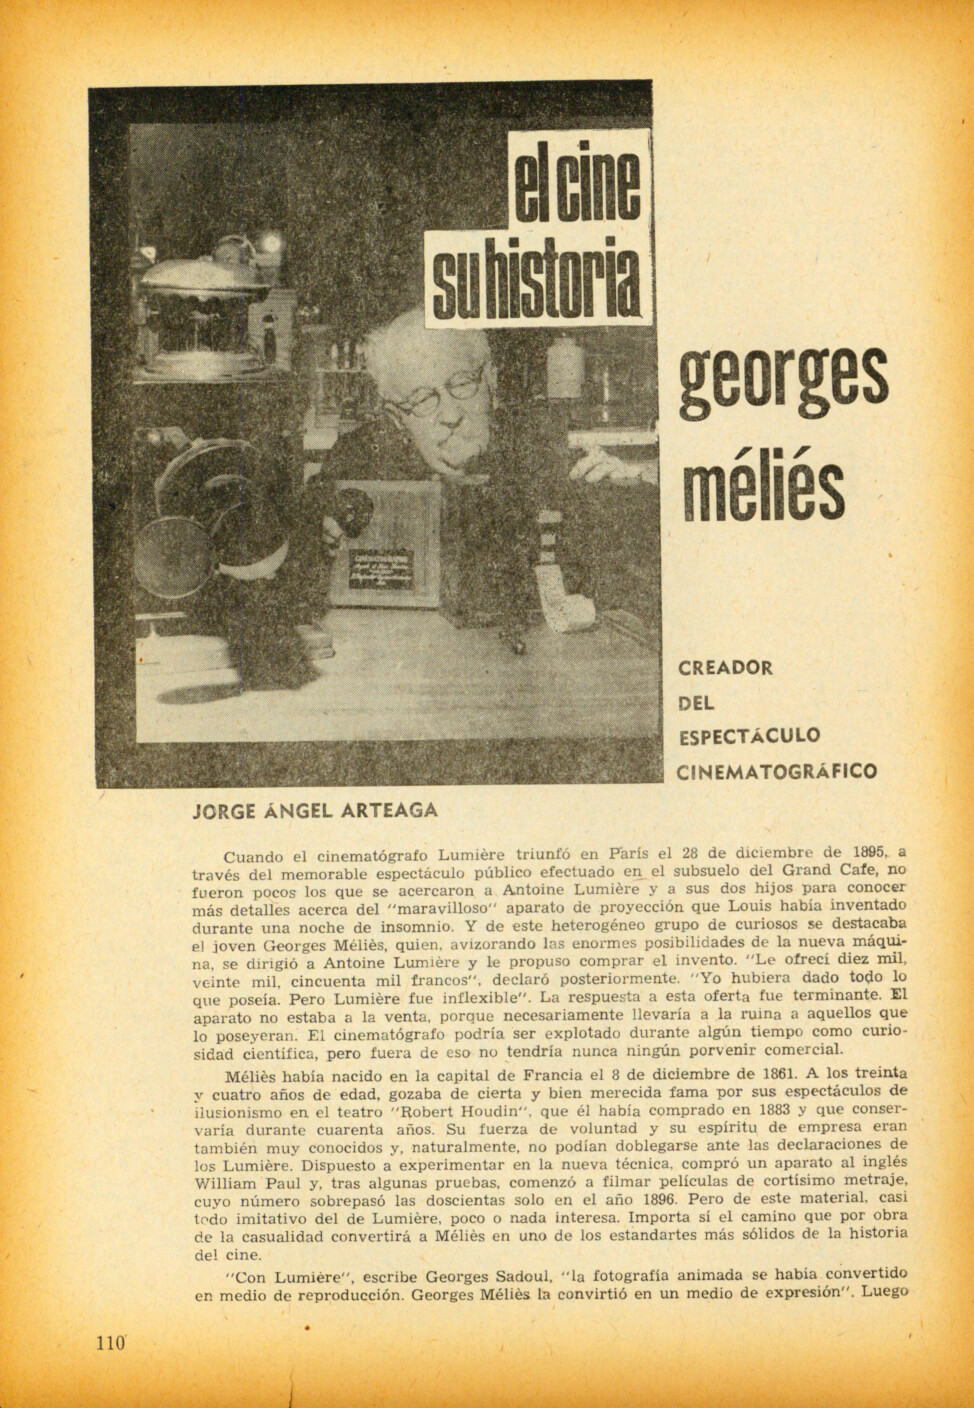 el cine
su historia
georges
méliés
CREADOR
DEL
ESPECTÁCULO
CINEMATOGRÁFICO
JORGE ÁNGEL ARTEAGA
Cuando el cinematógrafo Lumière triunfó en París el 28 de diciembre de 1895, a
través del memorable espectáculo público efectuado en el subsuelo del Grand Cafe, no
fueron pocos los que se acercaron a Antoine Lumière y a sus dos hijos para conocer
más detalles acerca del "maravilloso" aparato de proyección que Louis había inventado
durante una noche de insomnio. Y de este heterogéneo grupo de curiosos se destacaba
el joven Georges Méliès, quien, avizorando las enormes posibilidades de la nueva máqui-
na, se dirigió a Antoine Lumière y le propuso comprar el invento. "Le ofrecí diez mil,
veinte mil, cincuenta mil francos", declaró posteriormente. "Yo hubiera dado todo lo
que poseía. Pero Lumière fue inflexible". La respuesta a esta oferta fue terminante. El
aparato no estaba a la venta, porque necesariamente llevaría a la ruina a aquellos que
lo poseyeran. El cinematógrafo podría ser explotado durante algún tiempo como curio-
sidad científica, pero fuera de eso no tendría nunca ningún porvenir comercial.
Méliès había nacido en la capital de Francia el 8 de diciembre de 1861. A los treinta
y cuatro años de edad, gozaba de cierta y bien merecida fama por sus espectáculos de
ilusionismo en el teatro "Robert Houdin", que él había comprado en 1883 y que conser-
varía durante cuarenta años. Su fuerza de voluntad y su espíritu de empresa eran
también muy conocidos y, naturalmente, no podían doblegarse ante las declaraciones de
los Lumière. Dispuesto a experimentar en la nueva técnica, compró un aparato al inglés
William Paul y, tras algunas pruebas, comenzó a filmar películas de cortísimo metraje,
cuyo número sobrepasó las doscientas solo en el año 1896. Pero de este material, casi
todo imitativo del de Lumière, poco o nada interesa. Importa sí el camino que por obra
de la casualidad convertirá a Méliès en uno de los estandartes más sólidos de la historia
del cine.
"Con Lumière", escribe Georges Sadoul, "la fotografía animada se había convertido
en medio de reproducción. Georges Méliès la convirtió en un medio de expresión". Luego
110